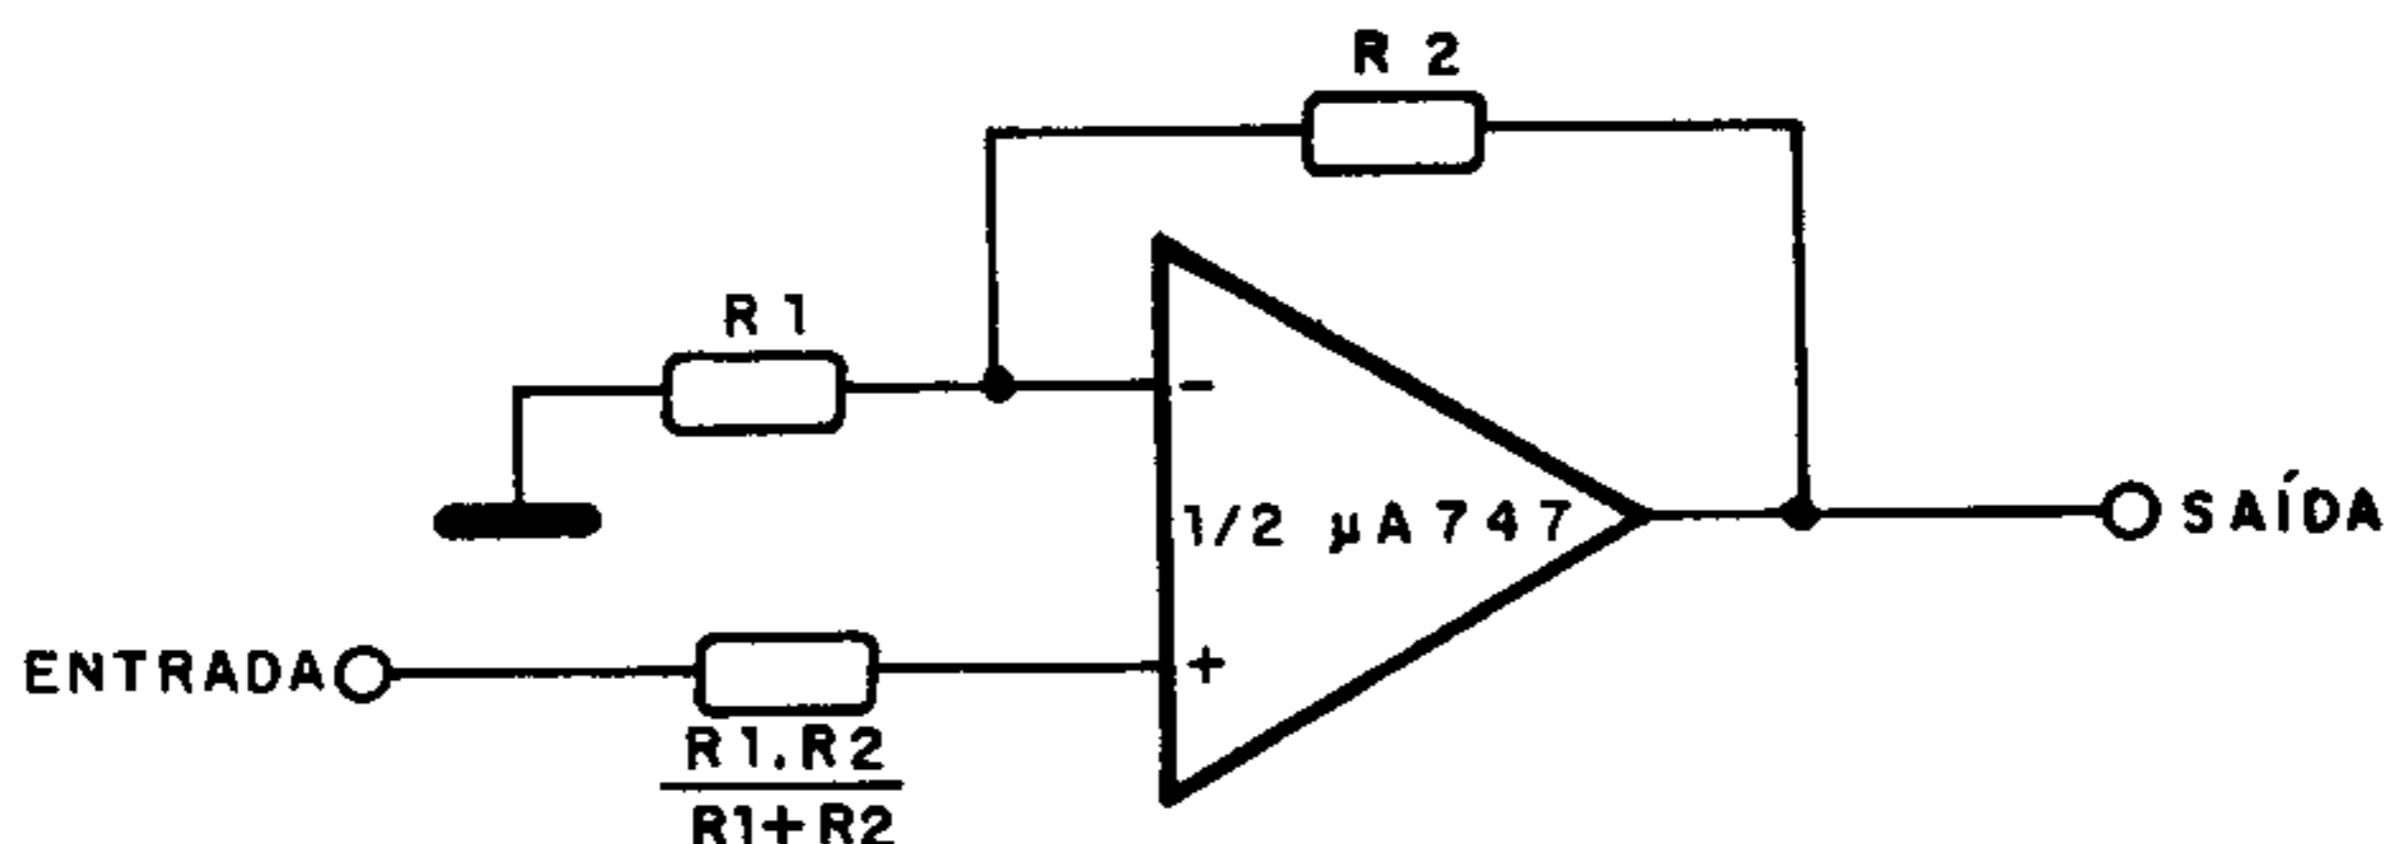 R 2
R 1
-
1/2 µA 747
SAÍDA
ENTRADA
+
R1.R2
R1+R2